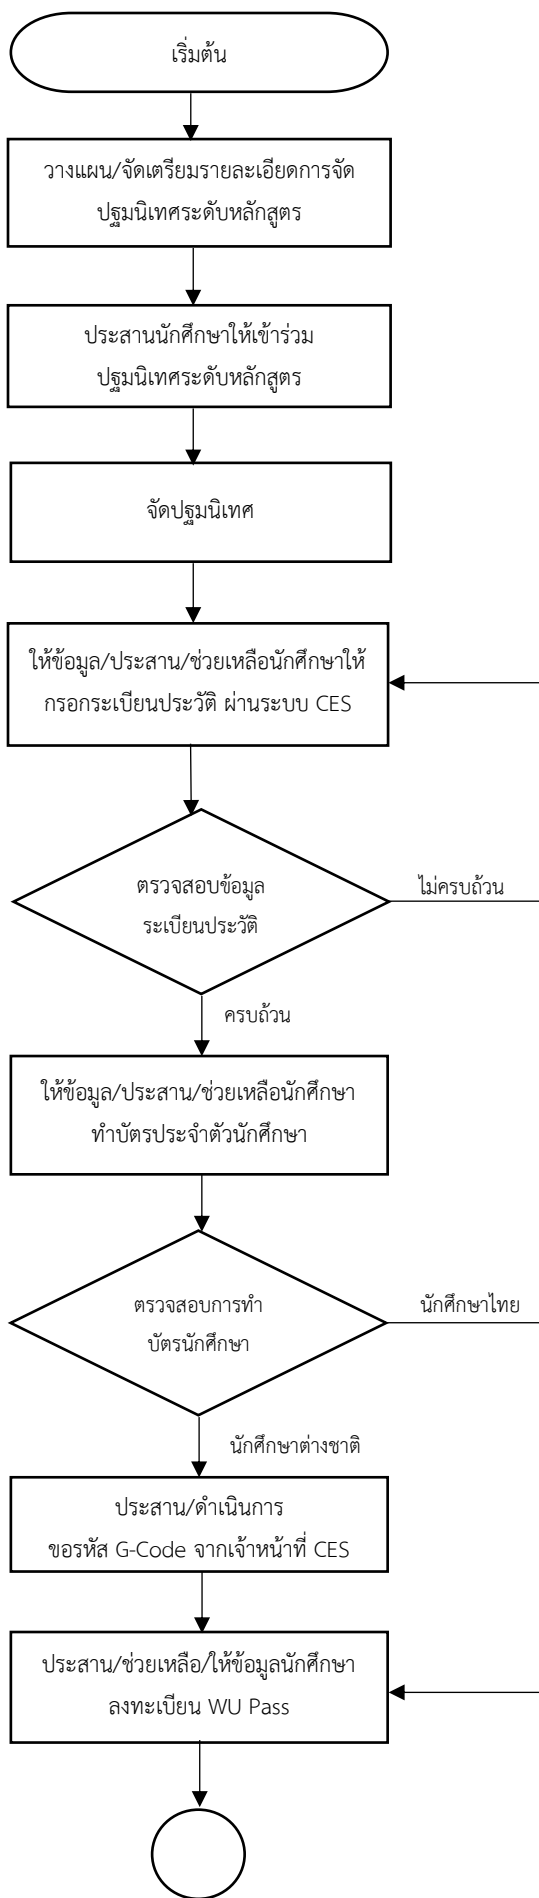 เริ่มต้น
วางแผน/จัดเตรียมรายละเอียดการจัด
ปฐมนิเทศระดับหลักสูตร
ประสานนักศึกษาให้เข้าร่วม
ปฐมนิเทศระดับหลักสูตร
จัดปฐมนิเทศ
ให้ข้อมูล/ประสาน/ช่วยเหลือนักศึกษาให้
กรอกระเบียนประวัติ ผ่านระบบ CES
ตรวจสอบข้อมูล
ระเบียนประวัติ
ไม่ครบถ้วน
ครบถ้วน
ให้ข้อมูล/ประสาน/ช่วยเหลือนักศึกษา
ทำบัตรประจำตัวนักศึกษา
ตรวจสอบการทำ
บัตรนักศึกษา
นักศึกษาไทย
นักศึกษาต่างชาติ
ประสาน/ดำเนินการ
ขอรหัส G-Code จากเจ้าหน้าที่ CES
ประสาน/ช่วยเหลือ/ให้ข้อมูลนักศึกษา
ลงทะเบียน WU Pass